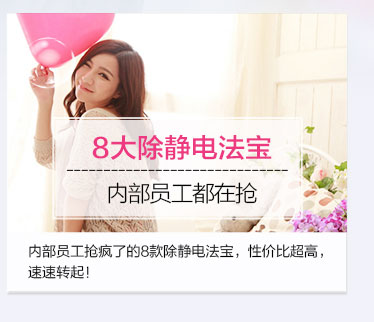 8大除静电法宝
内部员工都在抢
内部员工抢疯了的8款除静电法宝，性价比超高，
速速转起！